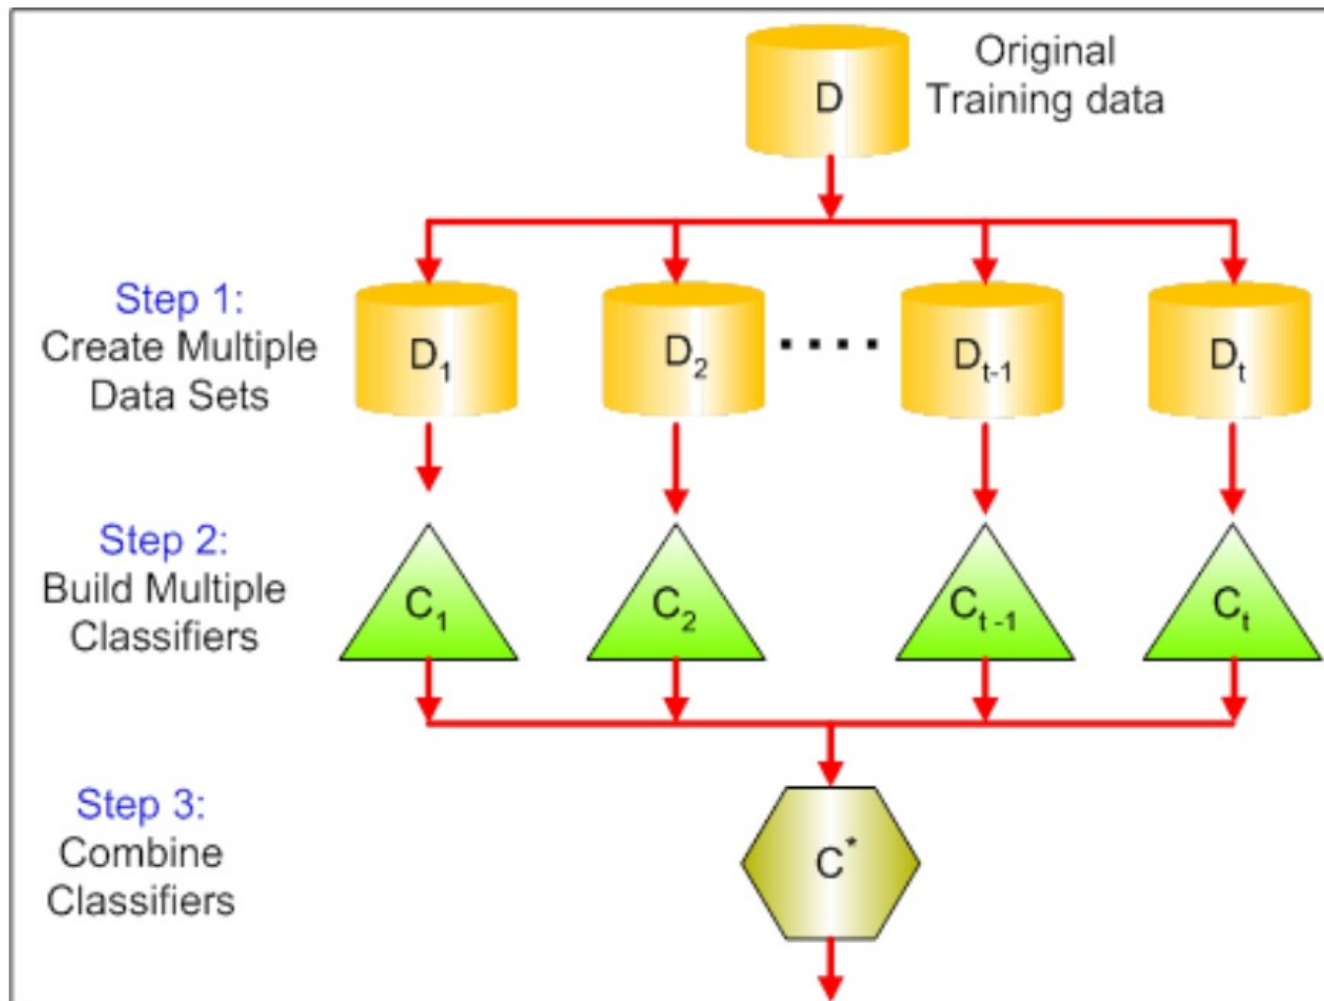 D
Original
Training data
Step 1:
Create Multiple
Data Sets
D₁
D₂
Dₜ₋₁
Dₜ
Step 2:
Build Multiple
Classifiers
C₁
C₂
Cₜ ₋₁
Cₜ
Step 3:
Combine
Classifiers
C*